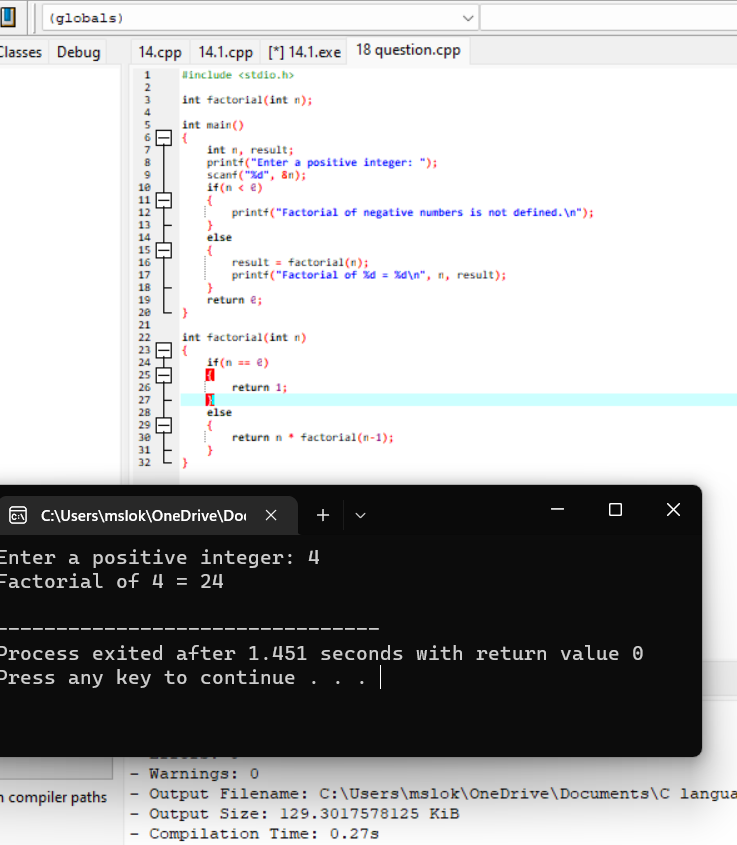 (globals)
Classes Debug 14.cpp 14.1.cpp [*] 14.1.exe 18 question.cpp
1 #include <stdio.h>
2
3 int factorial(int n);
4
5 int main()
6 {
7 int n, result;
8 printf("Enter a positive integer: ");
9 scanf("%d", &n);
10 if(n < 0)
11 {
12 printf("Factorial of negative numbers is not defined.\n");
13 }
14 else
15 {
16 result = factorial(n);
17 printf("Factorial of %d = %d\n", n, result);
18 }
19 return 0;
20 }
21
22 int factorial(int n)
23 {
24 if(n == 0)
25 {
26 return 1;
27 }
28 else
29 {
30 return n * factorial(n-1);
31 }
32 }
C:\Users\mslok\OneDrive\Do
Enter a positive integer: 4
Factorial of 4 = 24
--------------------------------
Process exited after 1.451 seconds with return value 0
Press any key to continue . . .
- Warnings: 0
n compiler paths - Output Filename: C:\Users\mslok\OneDrive\Documents\C langua
- Output Size: 129.3017578125 KiB
- Compilation Time: 0.27s